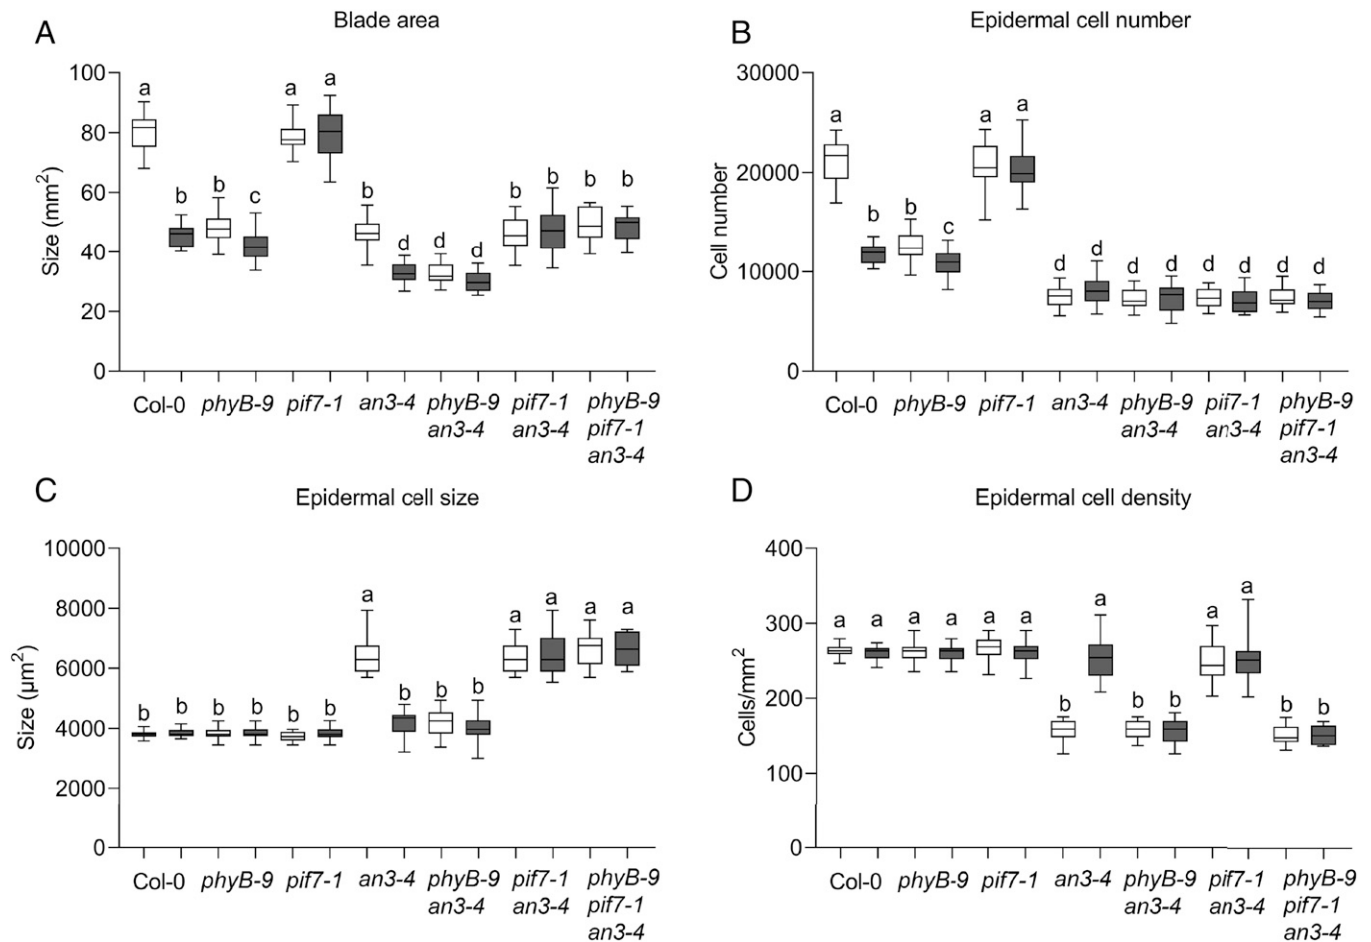 A
Blade area
Size (mm²)
100
80
60
40
20
0
a
b
b
c
a
a
b
d
d
d
b
b
b
b
Col-0
phyB-9
pif7-1
an3-4
phyB-9
an3-4
pif7-1
an3-4
phyB-9
pif7-1
an3-4
B
Epidermal cell number
Cell number
30000
20000
10000
0
a
b
b
c
a
a
d
d
d
d
d
d
d
d
Col-0
phyB-9
pif7-1
an3-4
phyB-9
an3-4
pif7-1
an3-4
phyB-9
pif7-1
an3-4
C
Epidermal cell size
Size (µm²)
10000
8000
6000
4000
2000
0
b
b
b
b
b
b
a
b
b
b
a
a
a
a
Col-0
phyB-9
pif7-1
an3-4
phyB-9
an3-4
pif7-1
an3-4
phyB-9
pif7-1
an3-4
D
Epidermal cell density
Cells/mm²
400
300
200
100
0
a
a
a
a
a
a
b
a
b
b
a
a
b
b
Col-0
phyB-9
pif7-1
an3-4
phyB-9
an3-4
pif7-1
an3-4
phyB-9
pif7-1
an3-4